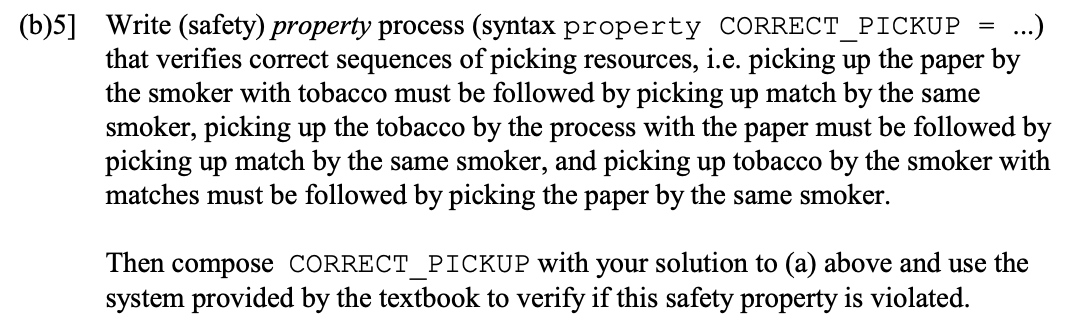 (b)5] Write (safety) property process (syntax property CORRECT_PICKUP = ...)
that verifies correct sequences of picking resources, i.e. picking up the paper by
the smoker with tobacco must be followed by picking up match by the same
smoker, picking up the tobacco by the process with the paper must be followed by
picking up match by the same smoker, and picking up tobacco by the smoker with
matches must be followed by picking the paper by the same smoker.
Then compose CORRECT_PICKUP with your solution to (a) above and use the
system provided by the textbook to verify if this safety property is violated.